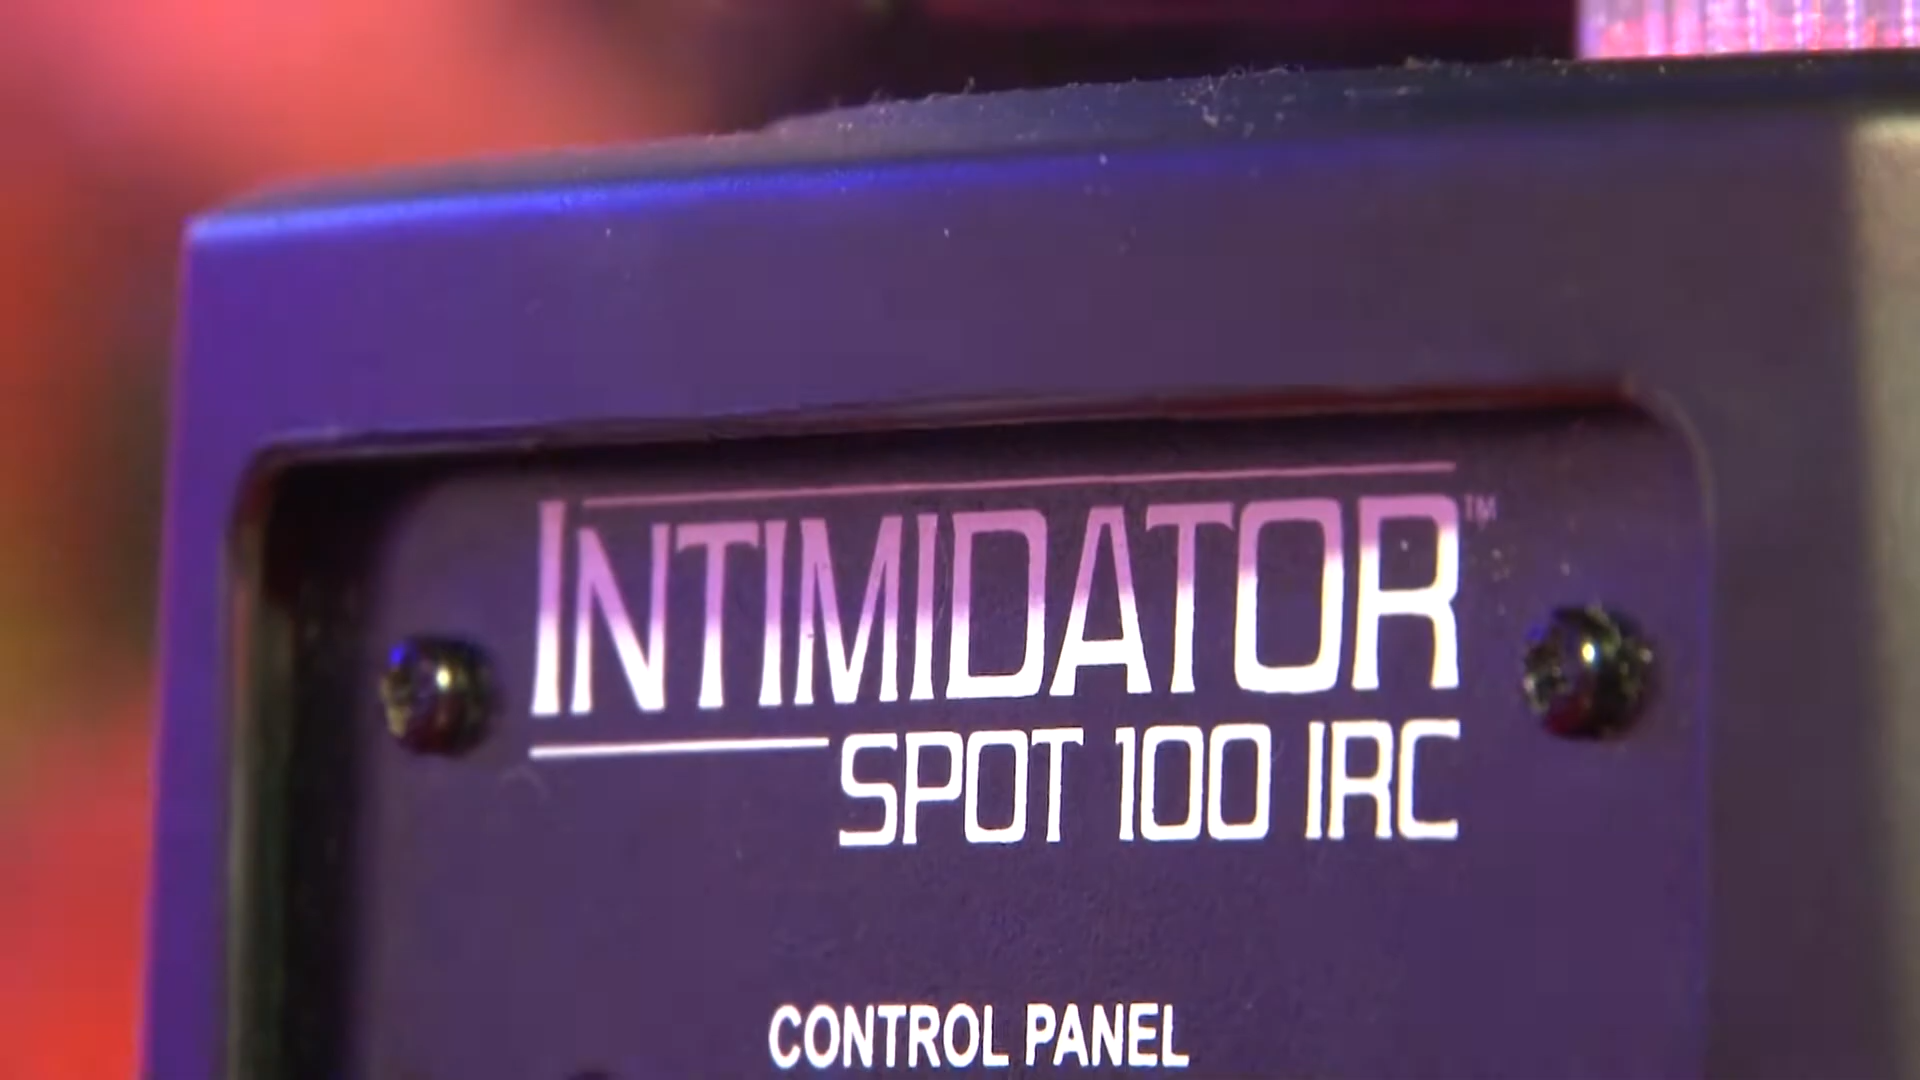 INTIMIDATOR™
SPOT 100 IRC
CONTROL PANEL